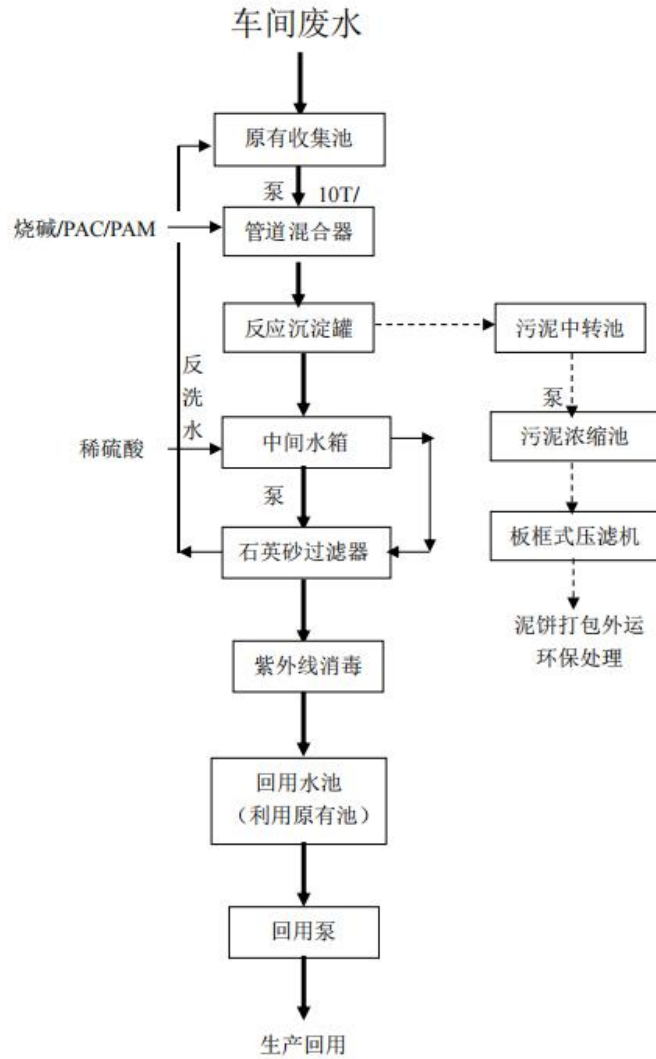 车间废水
原有收集池
泵 10T/
烧碱/PAC/PAM
管道混合器
反应沉淀罐
污泥中转池
反洗水
泵
稀硫酸
中间水箱
污泥浓缩池
泵
石英砂过滤器
板框式压滤机
泥饼打包外运
环保处理
紫外线消毒
回用水池
（利用原有池）
回用泵
生产回用